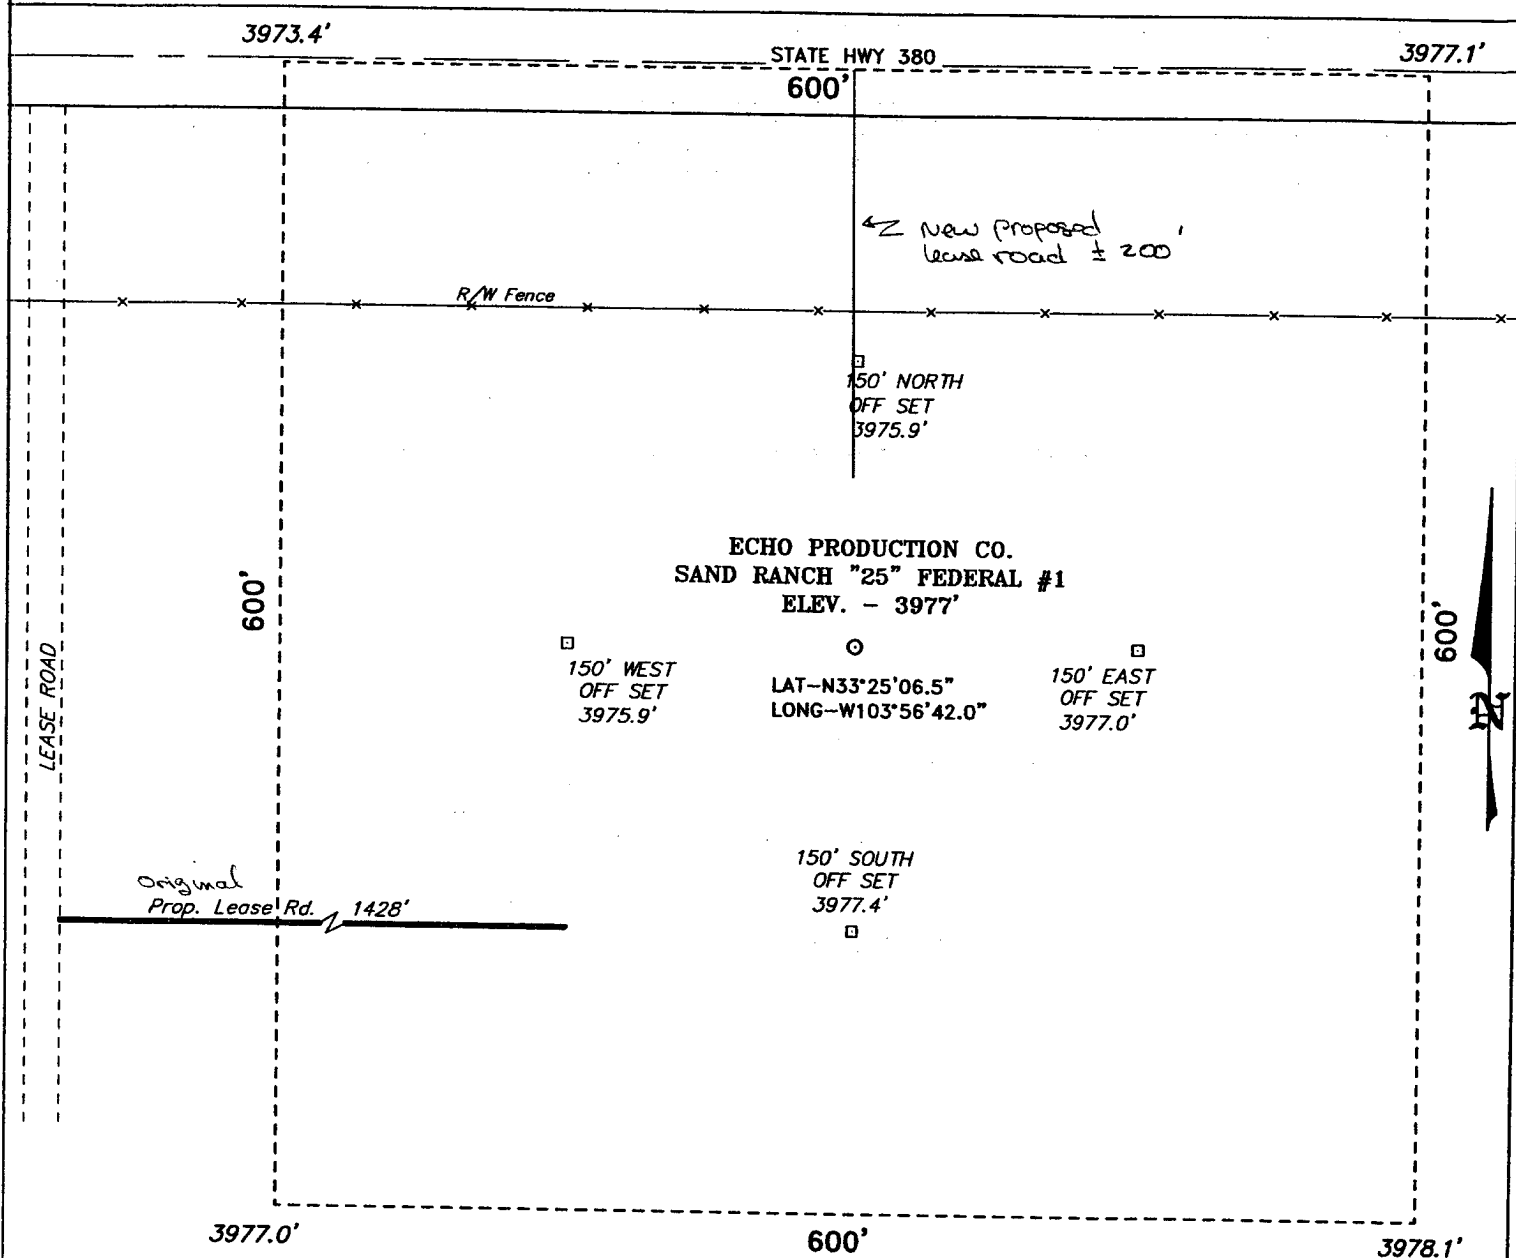 3973.4'
STATE HWY 380
3977.1'
600'
New proposed
lease road ± 200'
R/W Fence
150' NORTH
OFF SET
3975.9'
ECHO PRODUCTION CO.
SAND RANCH "25" FEDERAL #1
ELEV. - 3977'
600'
600'
LEASE ROAD
150' WEST
OFF SET
3975.9'
LAT-N33°25'06.5"
LONG-W103°56'42.0"
150' EAST
OFF SET
3977.0'
N
150' SOUTH
OFF SET
3977.4'
original
Prop. Lease Rd. 1428'
3977.0'
600'
3978.1'